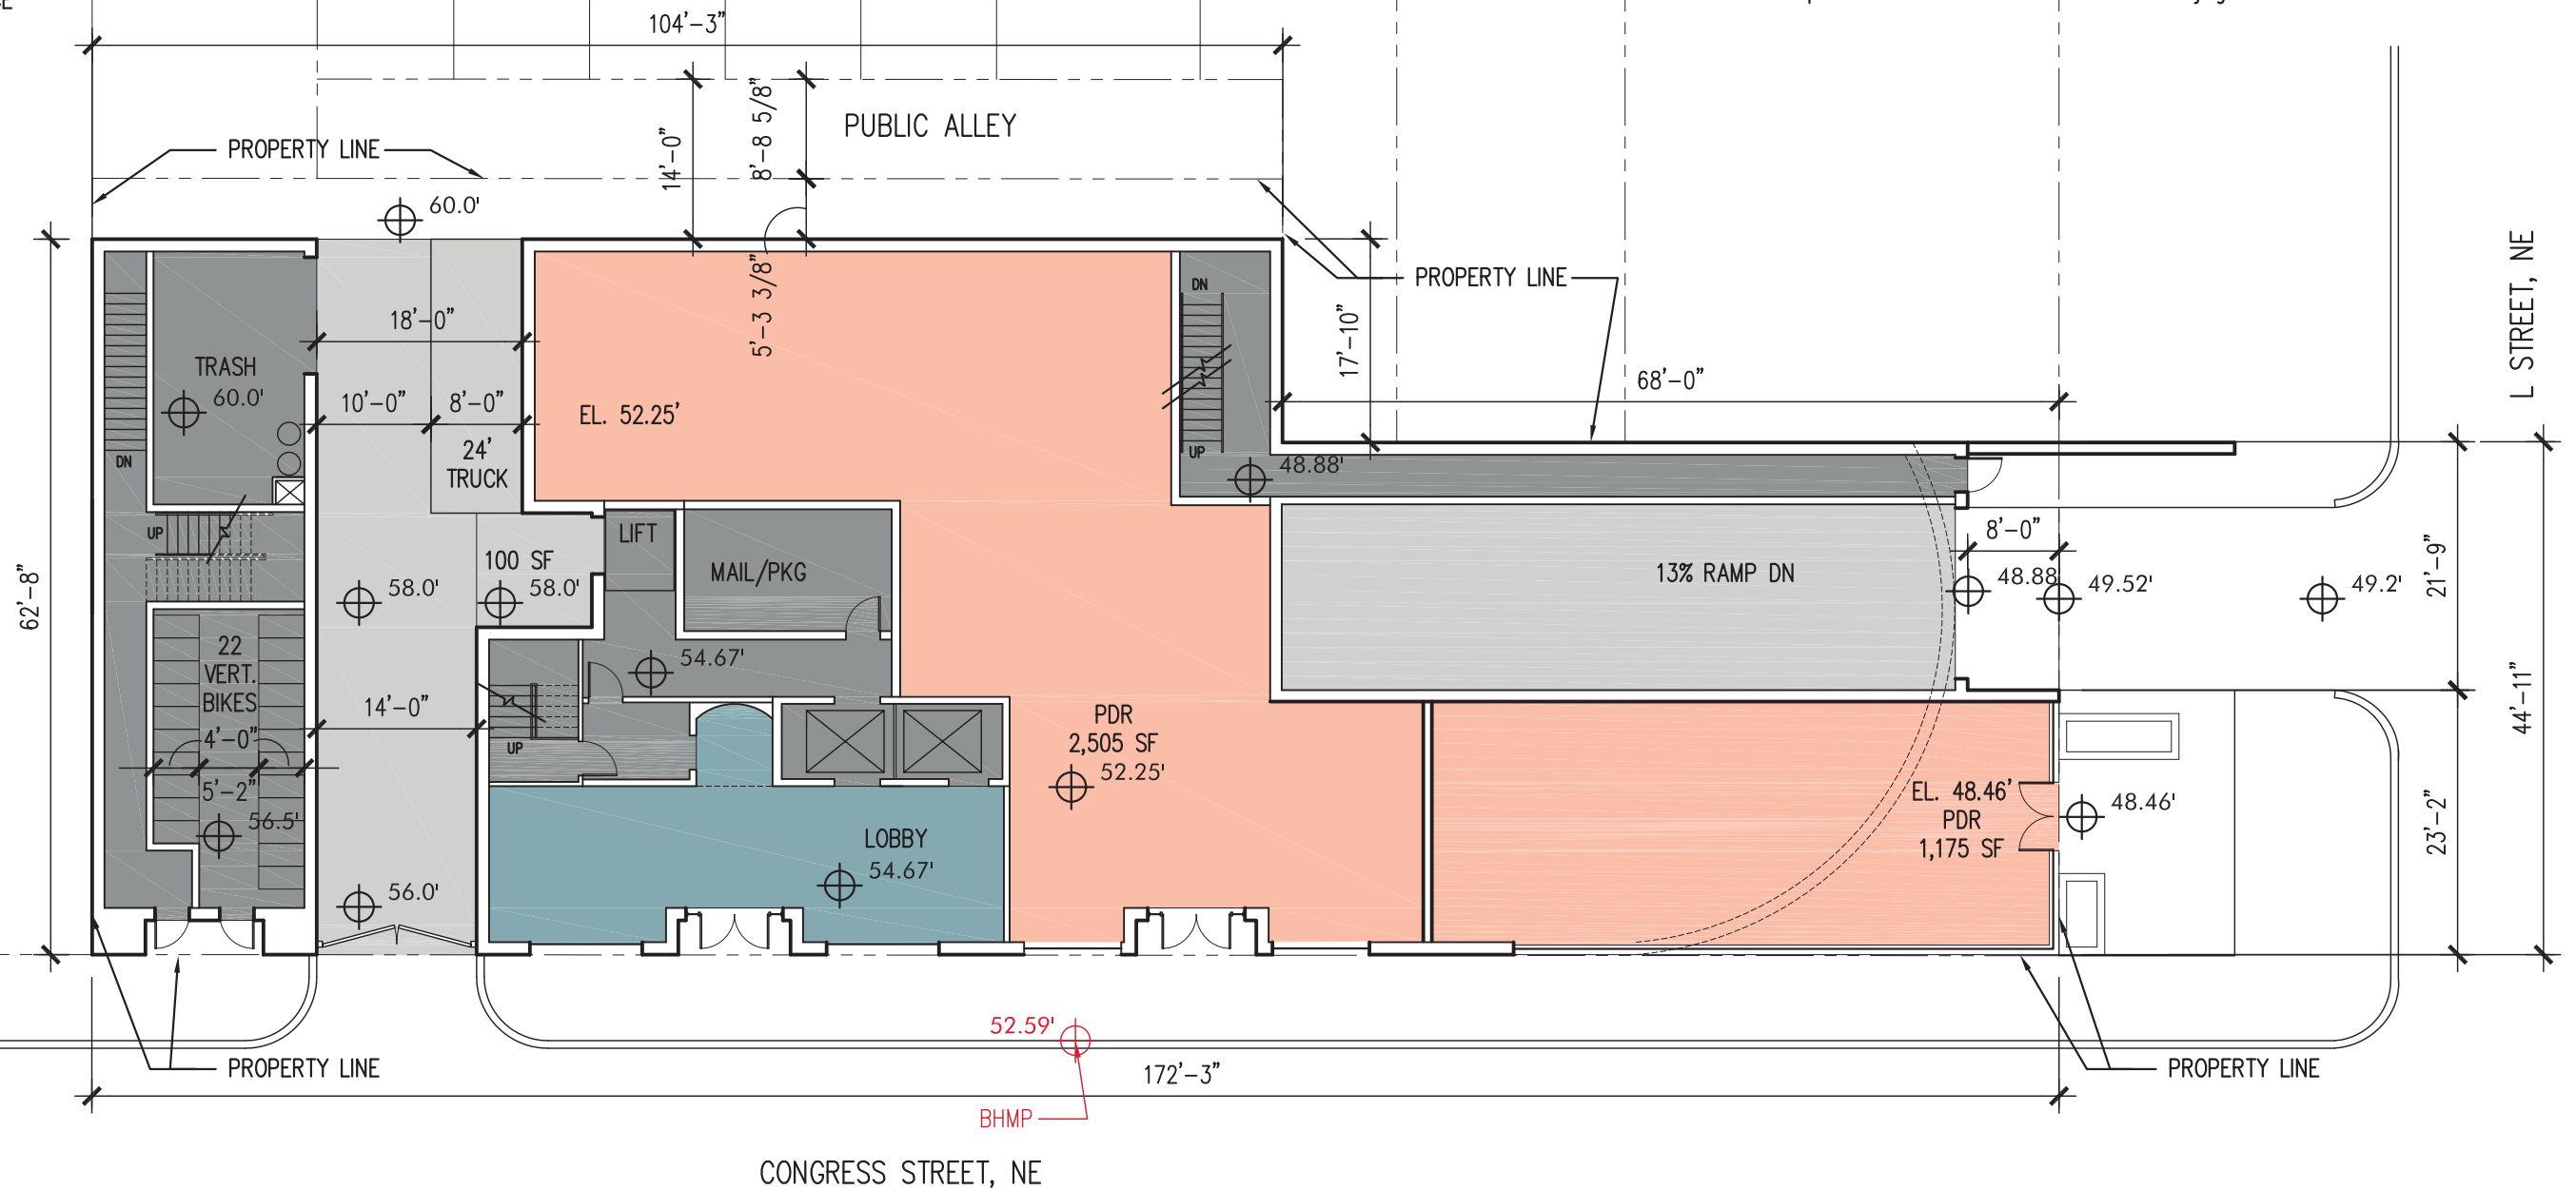 104'-3"
14'-0"
8'-8 5/8"
PUBLIC ALLEY
PROPERTY LINE
60.0'
5'-3 3/8"
PROPERTY LINE
17'-10"
68'-0"
L STREET, NE
18'-0"
10'-0"
8'-0"
24'
TRUCK
TRASH
60.0'
DN
UP
EL. 52.25'
DN
UP
48.88'
LIFT
MAIL/PKG
100 SF
58.0'
58.0'
13% RAMP DN
8'-0"
48.88
49.52'
49.2'
21'-9"
62'-8"
44'-11"
22
VERT.
BIKES
4'-0"
5'-2"
56.5'
14'-0"
54.67'
UP
PDR
2,505 SF
52.25'
EL. 48.46'
PDR
1,175 SF
48.46'
23'-2"
LOBBY
54.67'
56.0'
52.59'
PROPERTY LINE
172'-3"
PROPERTY LINE
BHMP
CONGRESS STREET, NE